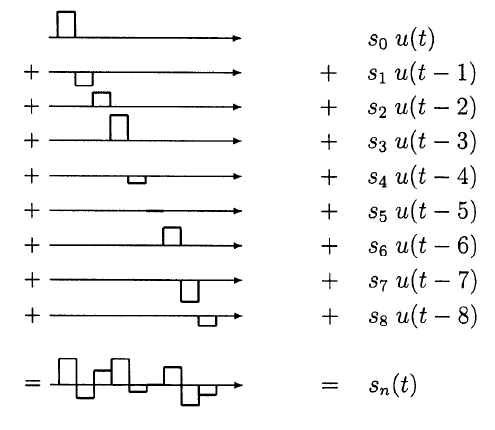 s₀ u(t)
+ + s₁ u(t − 1)
+ + s₂ u(t − 2)
+ + s₃ u(t − 3)
+ + s₄ u(t − 4)
+ + s₅ u(t − 5)
+ + s₆ u(t − 6)
+ + s₇ u(t − 7)
+ + s₈ u(t − 8)
= = sₙ(t)